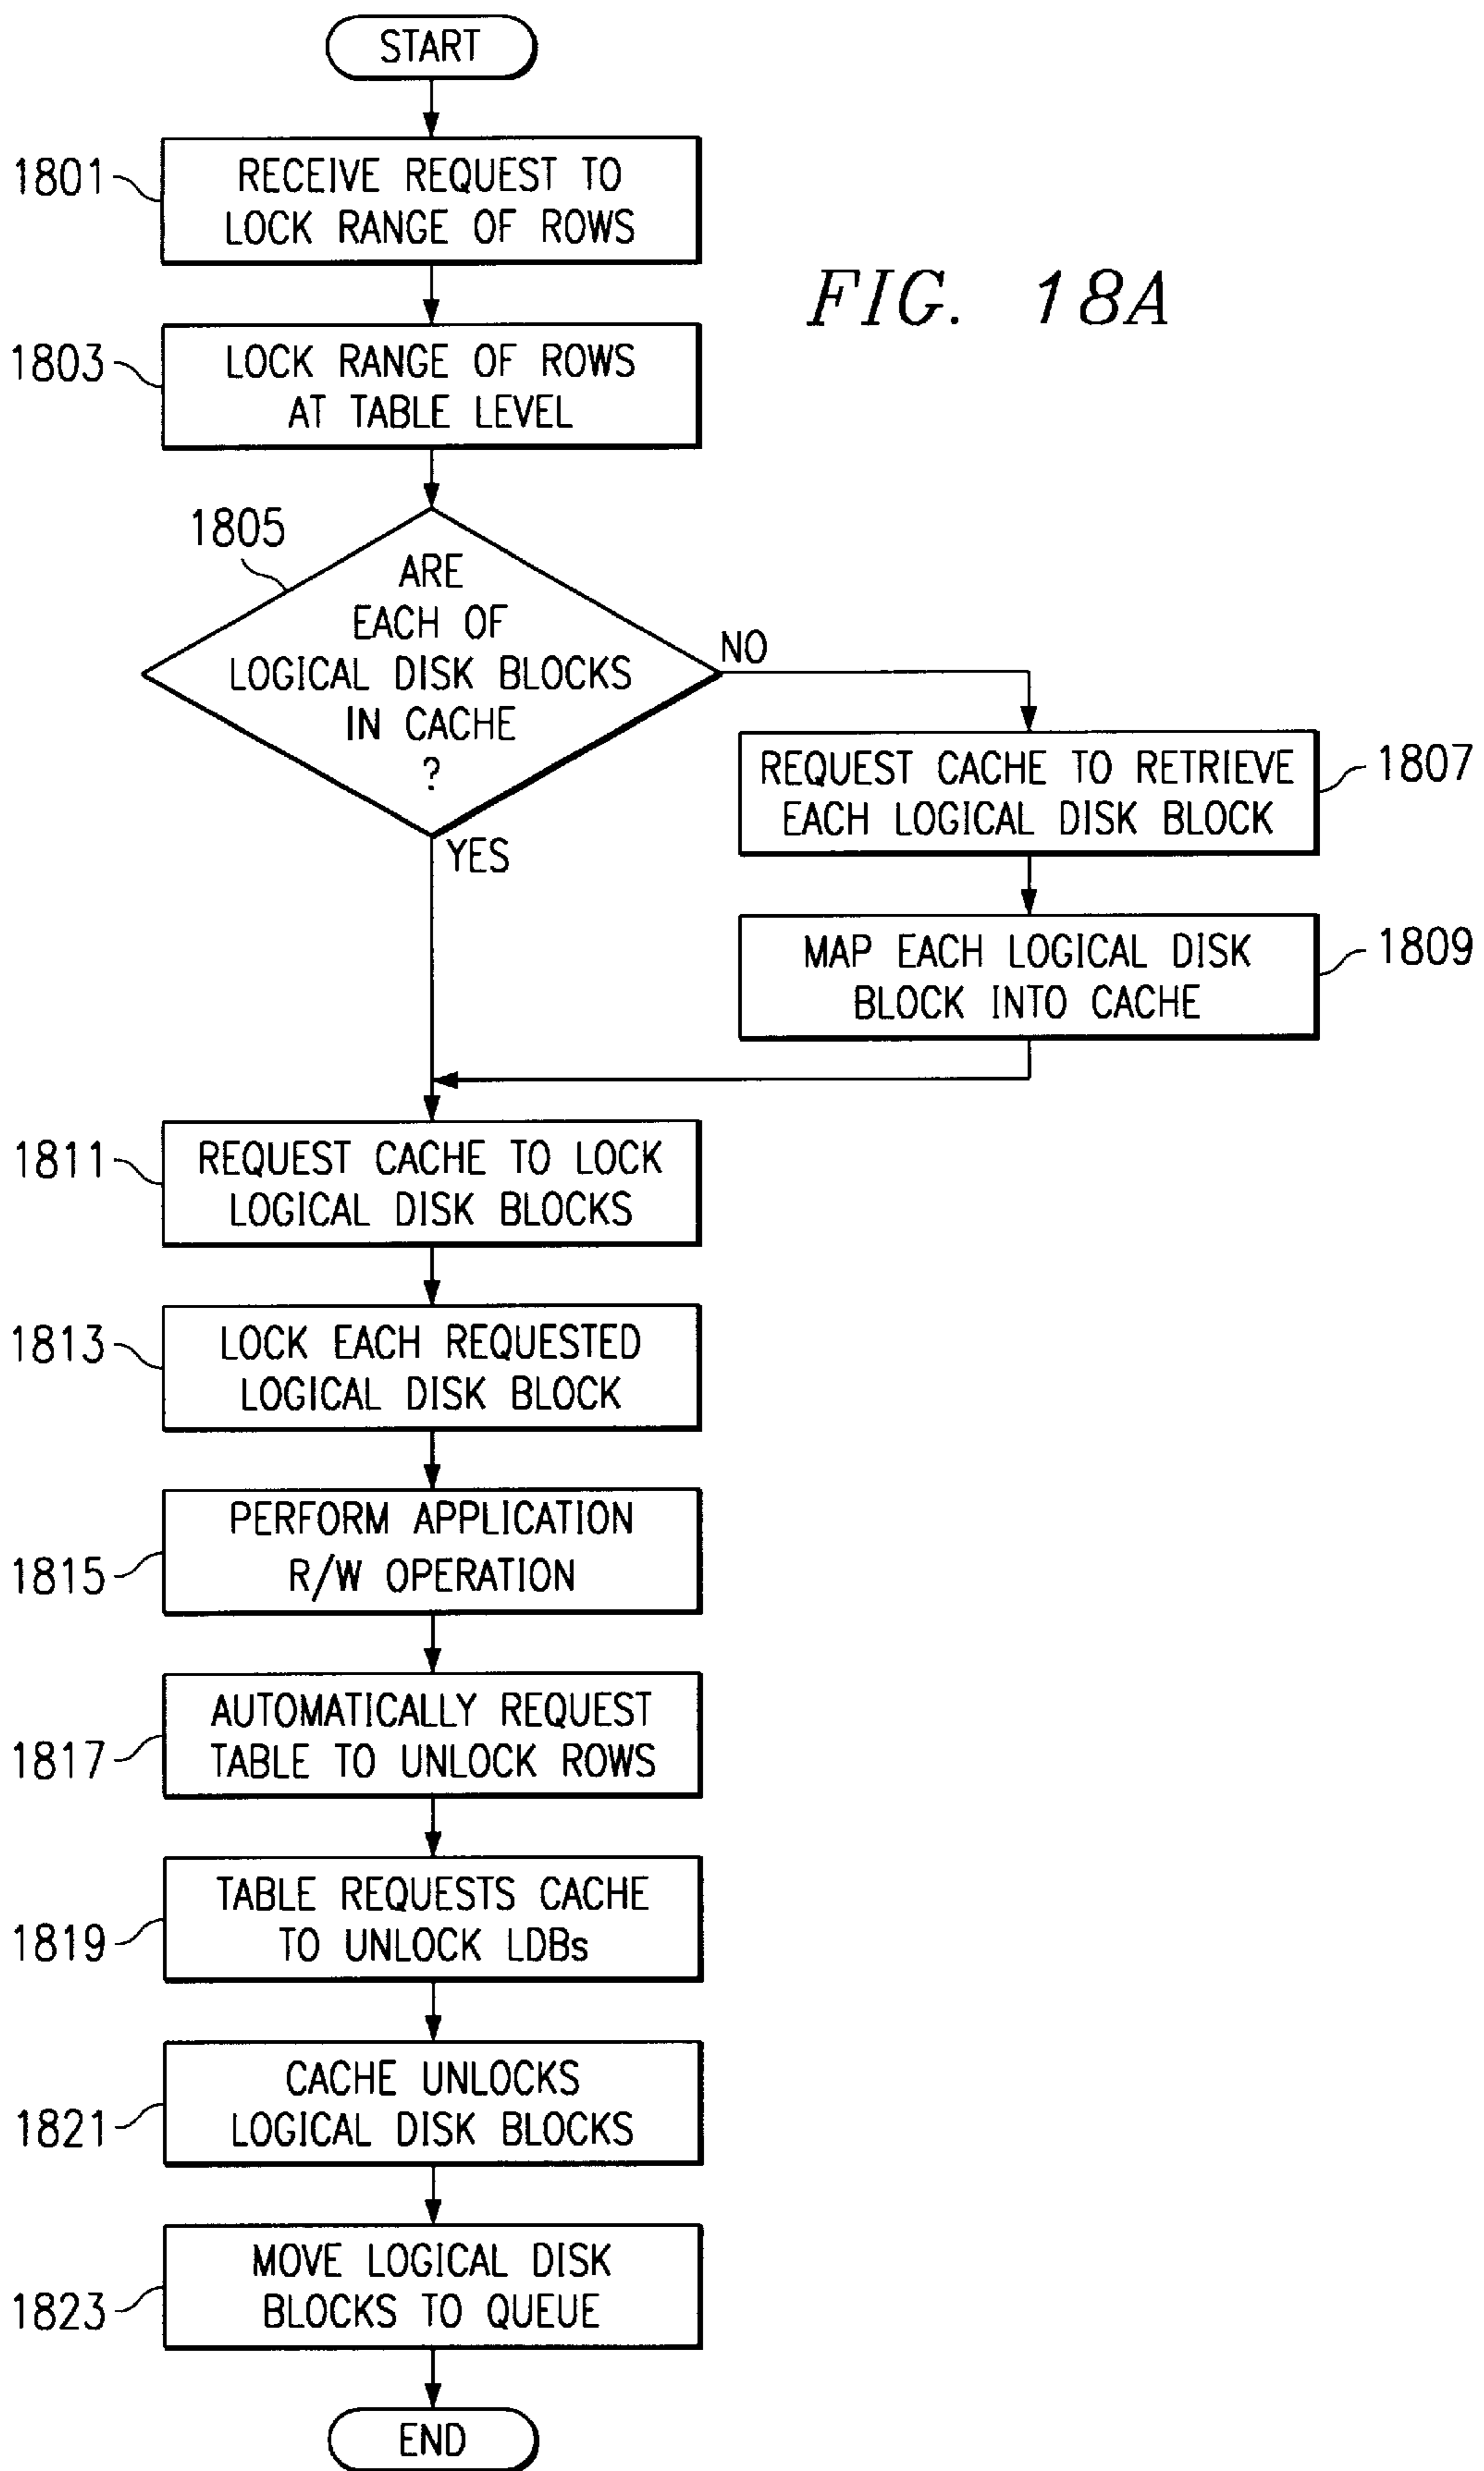 START
1801
RECEIVE REQUEST TO
LOCK RANGE OF ROWS
FIG. 18A
1803
LOCK RANGE OF ROWS
AT TABLE LEVEL
1805
ARE
EACH OF
LOGICAL DISK BLOCKS
IN CACHE
?
NO
YES
REQUEST CACHE TO RETRIEVE
EACH LOGICAL DISK BLOCK
1807
MAP EACH LOGICAL DISK
BLOCK INTO CACHE
1809
1811
REQUEST CACHE TO LOCK
LOGICAL DISK BLOCKS
1813
LOCK EACH REQUESTED
LOGICAL DISK BLOCK
PERFORM APPLICATION
R/W OPERATION
1815
AUTOMATICALLY REQUEST
TABLE TO UNLOCK ROWS
1817
TABLE REQUESTS CACHE
TO UNLOCK LDBs
1819
CACHE UNLOCKS
LOGICAL DISK BLOCKS
1821
MOVE LOGICAL DISK
BLOCKS TO QUEUE
1823
END